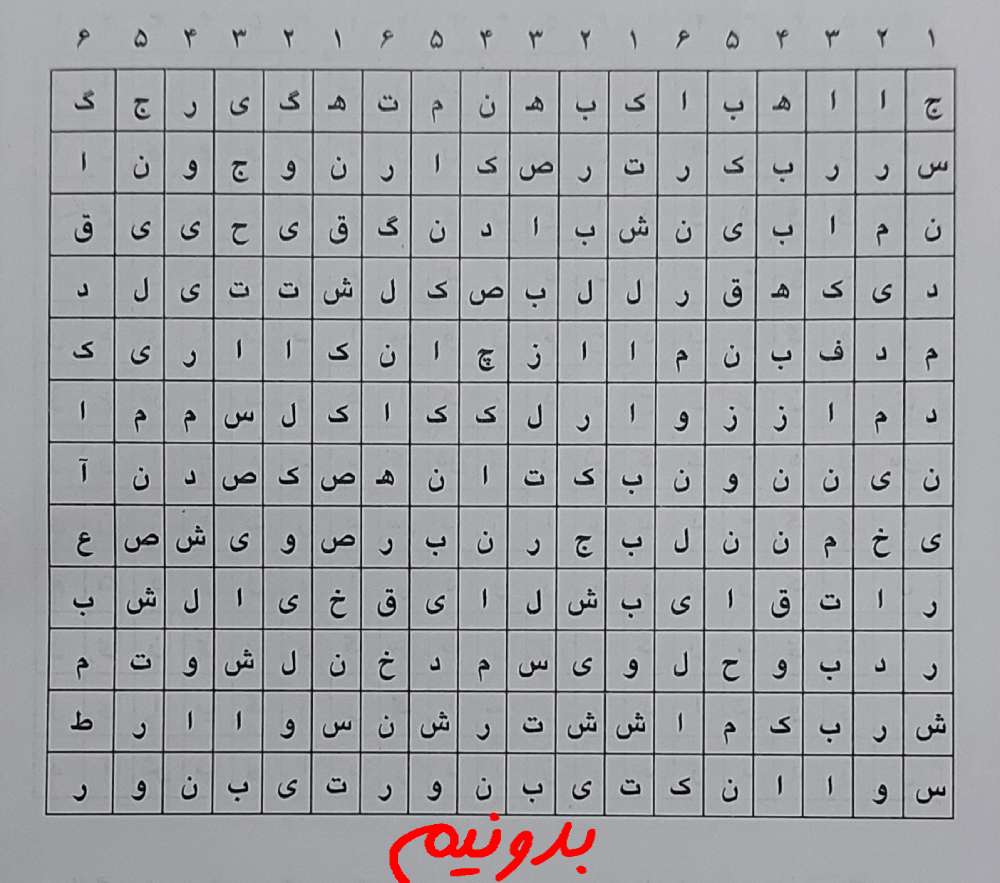 ۱ ۲ ۳ ۴ ۵ ۶ ۱ ۲ ۳ ۴ ۵ ۶ ۱ ۲ ۳ ۴ ۵ ۶
ج ا ا ه ب ا ک ب ه ن م ت ه گ ی ر ج گ
س ر ر ب ک ر ت ر ص ک ا ر ن و ج و ن ا
ن م ا ب ی ن ش ب ا د ن گ ق ی ح ی ی ق
د ی ک ه ق ر ل ل ب ص ک ل ش ت ت ی ل د
م د ف ب ن م ا ا ز چ ا ن ک ا ا ر ی ک
د م ا ز ز و ا ر ل ک ک ا ک ل س م م ا
ن ی ن ن و ن ب ک ت ا ن ه ص ک ص د ن آ
ی خ م ن ن ل ب ج ر ن ب ر ص و ی ش ص ع
ر ا ت ق ا ی ب ش ل ا ی ق خ ی ا ل ش ب
ر د ب و ح ل و ی س م د خ ن ل ش و ت م
ش ر ب ک م ا ش ش ت ر ش ن س و ا ا ر ط
س و ا ا ن ک ت ی ب ن و ر ت ی ب ن و ر
بدونیم